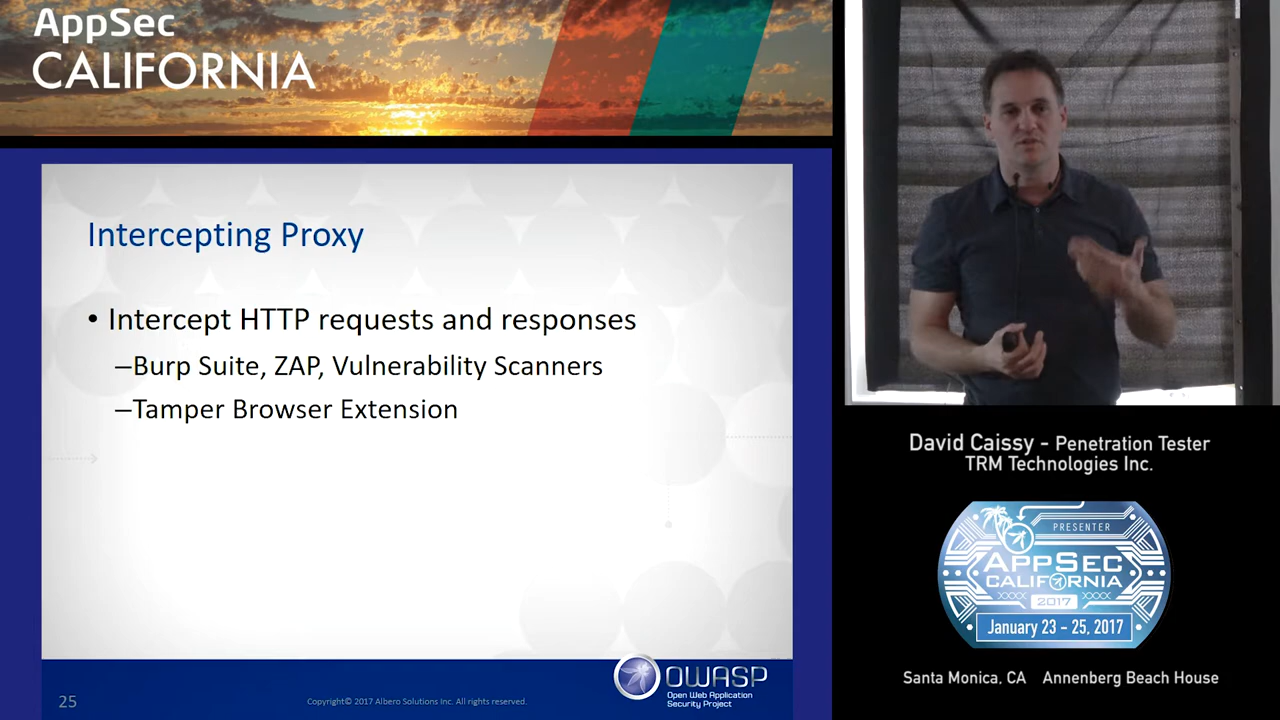 AppSec
CALIFORNIA
Intercepting Proxy
• Intercept HTTP requests and responses
–Burp Suite, ZAP, Vulnerability Scanners
–Tamper Browser Extension
25
Copyright© 2017 Albero Solutions Inc. All rights reserved.
OWASP
Open Web Application
Security Project
David Caissy - Penetration Tester
TRM Technologies Inc.
PRESENTER
APPSEC
CALIFORNIA
2017
January 23 - 25, 2017
Santa Monica, CA Annenberg Beach House